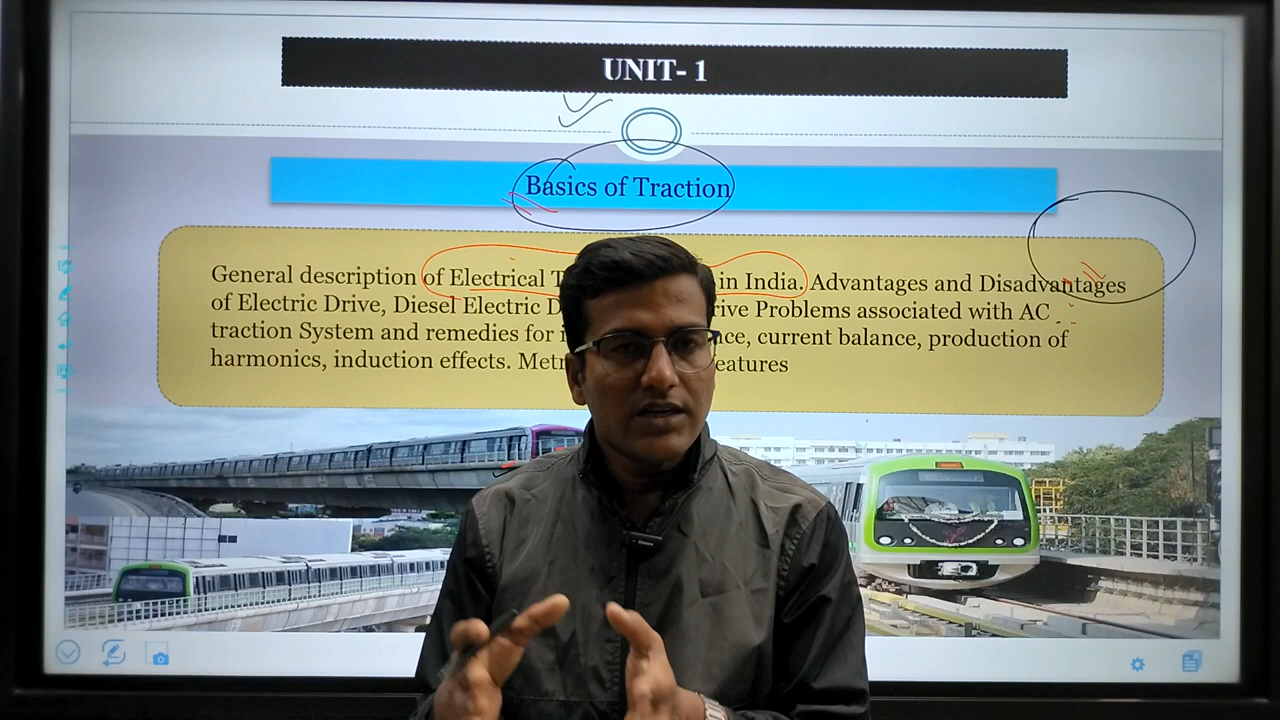 UNIT- 1
Basics of Traction
General description of Electrical T in India. Advantages and Disadvantages
of Electric Drive, Diesel Electric D rive Problems associated with AC
traction System and remedies for i nce, current balance, production of
harmonics, induction effects. Metr eatures